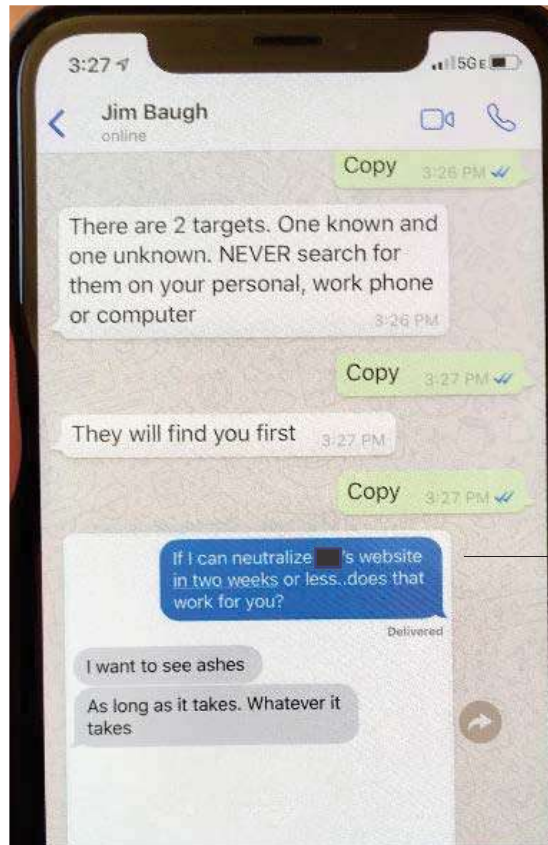 3:27
5GE
Jim Baugh
online
Copy 3:26 PM
There are 2 targets. One known and
one unknown. NEVER search for
them on your personal, work phone
or computer
3:26 PM
Copy 3:27 PM
They will find you first 3:27 PM
Copy 3:27 PM
If I can neutralize 's website
in two weeks or less..does that
work for you?
Delivered
I want to see ashes
As long as it takes. Whatever it
takes